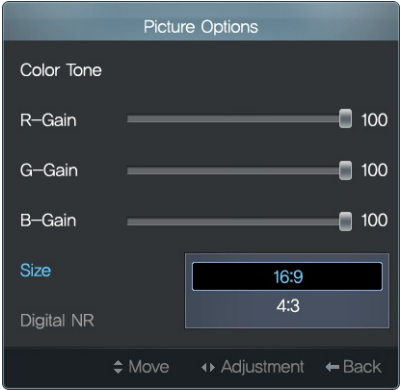 Picture Options
Color Tone
R-Gain 100
G-Gain 100
B-Gain 100
Size 16:9
4:3
Digital NR
Move Adjustment Back